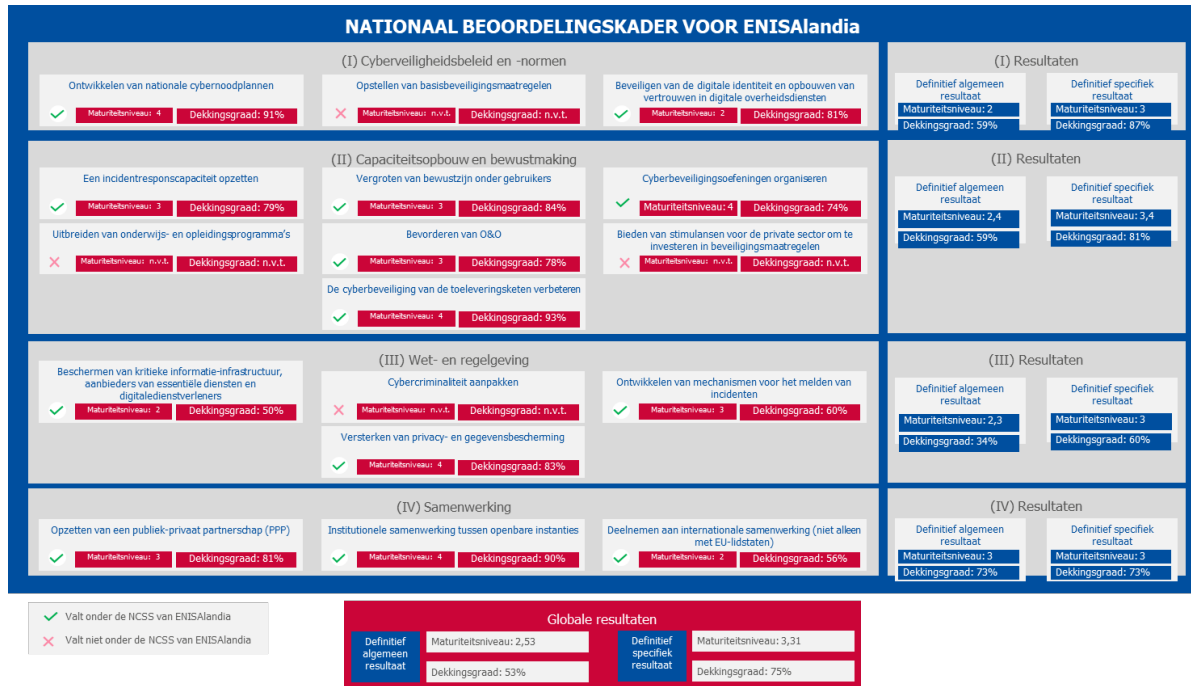 NATIONAAL BEOORDELINGSKADER VOOR ENISAlandia
(I) Cyberveiligheidsbeleid en -normen
Ontwikkelen van nationale cybernoodplannen
Maturiteitsniveau: 4
Dekkingsgraad: 91%
Opstellen van basisbeveiligingsmaatregelen
Maturiteitsniveau: n.v.t.
Dekkingsgraad: n.v.t.
Beveiligen van de digitale identiteit en opbouwen van
vertrouwen in digitale overheidsdiensten
Maturiteitsniveau: 2
Dekkingsgraad: 81%
(I) Resultaten
Definitief algemeen
resultaat
Maturiteitsniveau: 2
Dekkingsgraad: 59%
Definitief specifiek
resultaat
Maturiteitsniveau: 3
Dekkingsgraad: 87%
(II) Capaciteitsopbouw en bewustmaking
Een incidentresponscapaciteit opzetten
Maturiteitsniveau: 3
Dekkingsgraad: 79%
Vergroten van bewustzijn onder gebruikers
Maturiteitsniveau: 3
Dekkingsgraad: 84%
Cyberbeveiligingsoefeningen organiseren
Maturiteitsniveau: 4
Dekkingsgraad: 74%
Uitbreiden van onderwijs- en opleidingsprogramma's
Maturiteitsniveau: n.v.t.
Dekkingsgraad: n.v.t.
Bevorderen van O&O
Maturiteitsniveau: 3
Dekkingsgraad: 78%
Bieden van stimulansen voor de private sector om te
investeren in beveiligingsmaatregelen
Maturiteitsniveau: n.v.t.
Dekkingsgraad: n.v.t.
De cyberbeveiliging van de toeleveringsketen verbeteren
Maturiteitsniveau: 4
Dekkingsgraad: 93%
(II) Resultaten
Definitief algemeen
resultaat
Maturiteitsniveau: 2,4
Dekkingsgraad: 59%
Definitief specifiek
resultaat
Maturiteitsniveau: 3,4
Dekkingsgraad: 81%
(III) Wet- en regelgeving
Beschermen van kritieke informatie-infrastructuur,
aanbieders van essentiële diensten en
digitaledienstverleners
Maturiteitsniveau: 2
Dekkingsgraad: 50%
Cybercriminaliteit aanpakken
Maturiteitsniveau: n.v.t.
Dekkingsgraad: n.v.t.
Ontwikkelen van mechanismen voor het melden van
incidenten
Maturiteitsniveau: 3
Dekkingsgraad: 60%
Versterken van privacy- en gegevensbescherming
Maturiteitsniveau: 4
Dekkingsgraad: 83%
(III) Resultaten
Definitief algemeen
resultaat
Maturiteitsniveau: 2,3
Dekkingsgraad: 34%
Definitief specifiek
resultaat
Maturiteitsniveau: 3
Dekkingsgraad: 60%
(IV) Samenwerking
Opzetten van een publiek-privaat partnerschap (PPP)
Maturiteitsniveau: 3
Dekkingsgraad: 81%
Institutionele samenwerking tussen openbare instanties
Maturiteitsniveau: 4
Dekkingsgraad: 90%
Deelnemen aan internationale samenwerking (niet alleen
met EU-lidstaten)
Maturiteitsniveau: 2
Dekkingsgraad: 56%
(IV) Resultaten
Definitief algemeen
resultaat
Maturiteitsniveau: 3
Dekkingsgraad: 73%
Definitief specifiek
resultaat
Maturiteitsniveau: 3
Dekkingsgraad: 73%
Valt onder de NCSS van ENISAlandia
Valt niet onder de NCSS van ENISAlandia
Globale resultaten
Definitief
algemeen
resultaat
Maturiteitsniveau: 2,53
Dekkingsgraad: 53%
Definitief
specifiek
resultaat
Maturiteitsniveau: 3,31
Dekkingsgraad: 75%